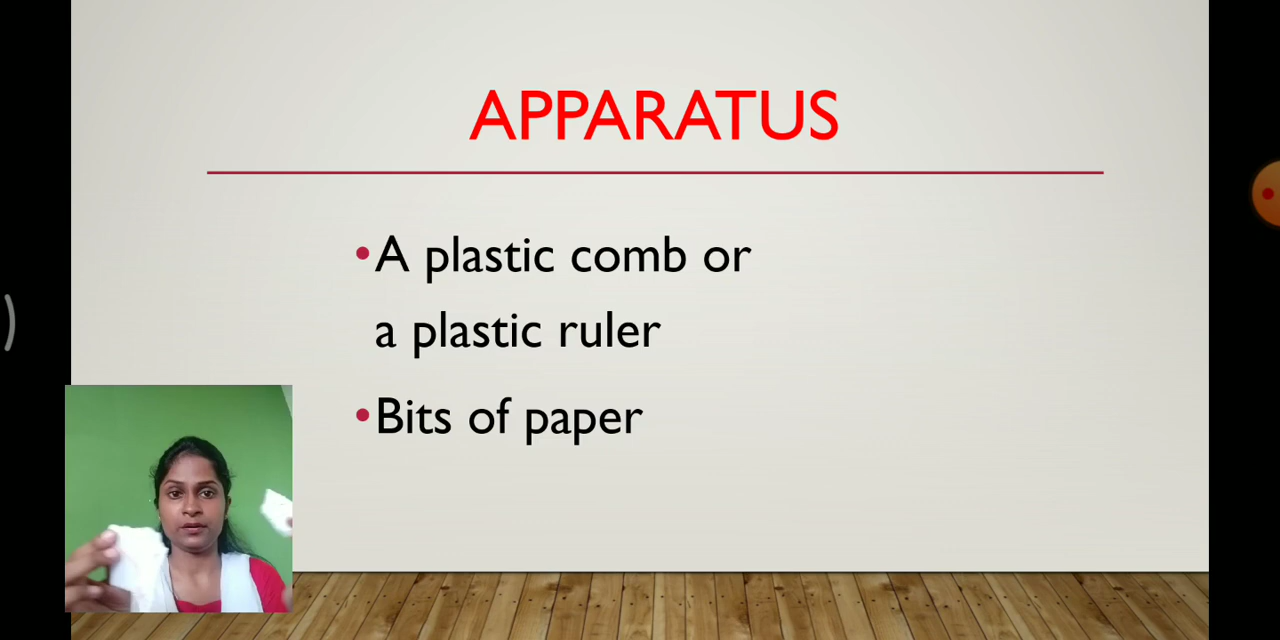 APPARATUS
•A plastic comb or
a plastic ruler
•Bits of paper